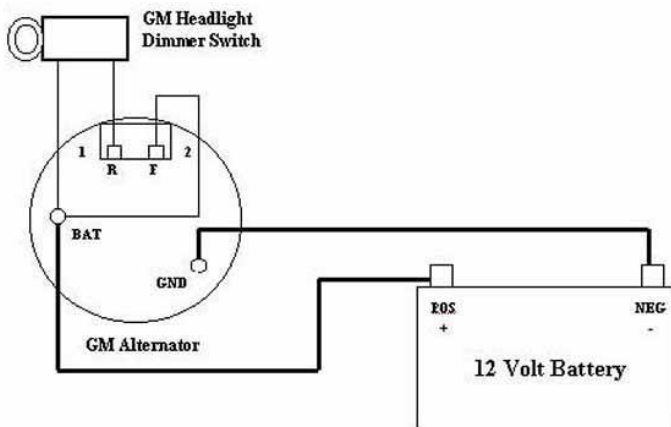 GM Headlight
Dimmer Switch
1
2
R
F
BAT
GND
GM Alternator
POS
+
NEG
-
12 Volt Battery